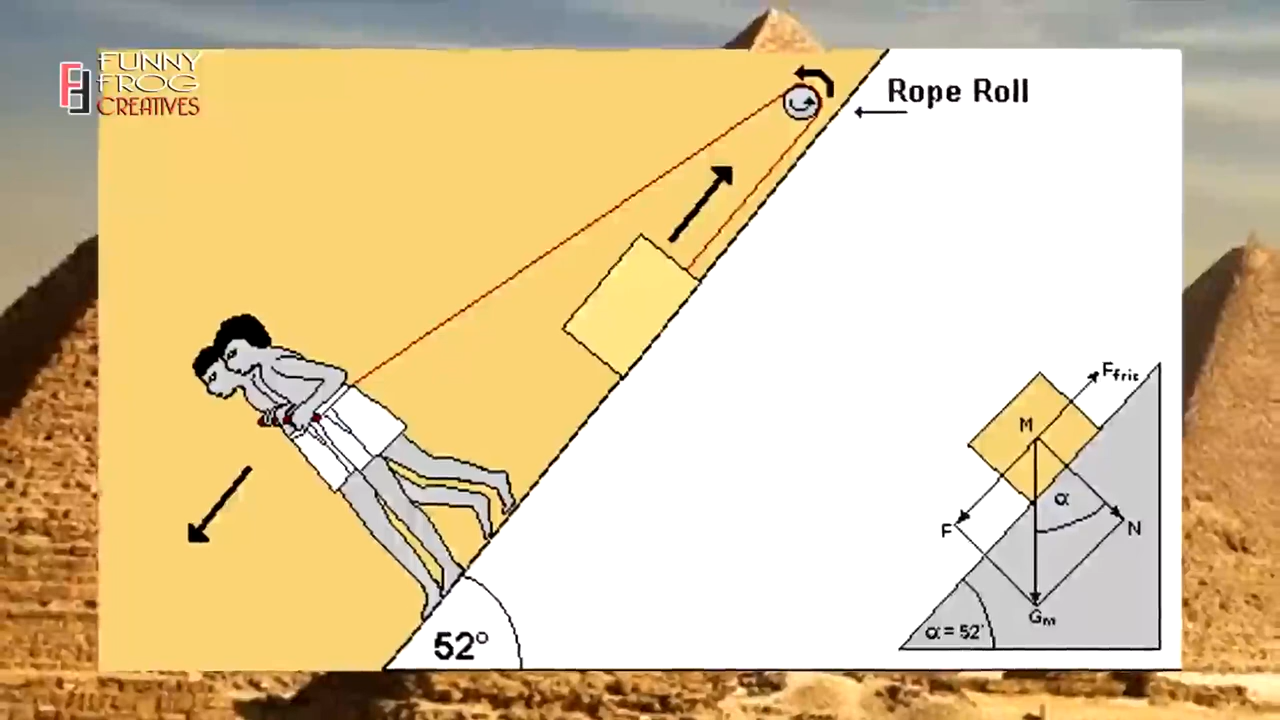 FUNNY
FROG
CREATIVES
Rope Roll
52°
Ffric
M
α
F
N
Gm
α = 52°